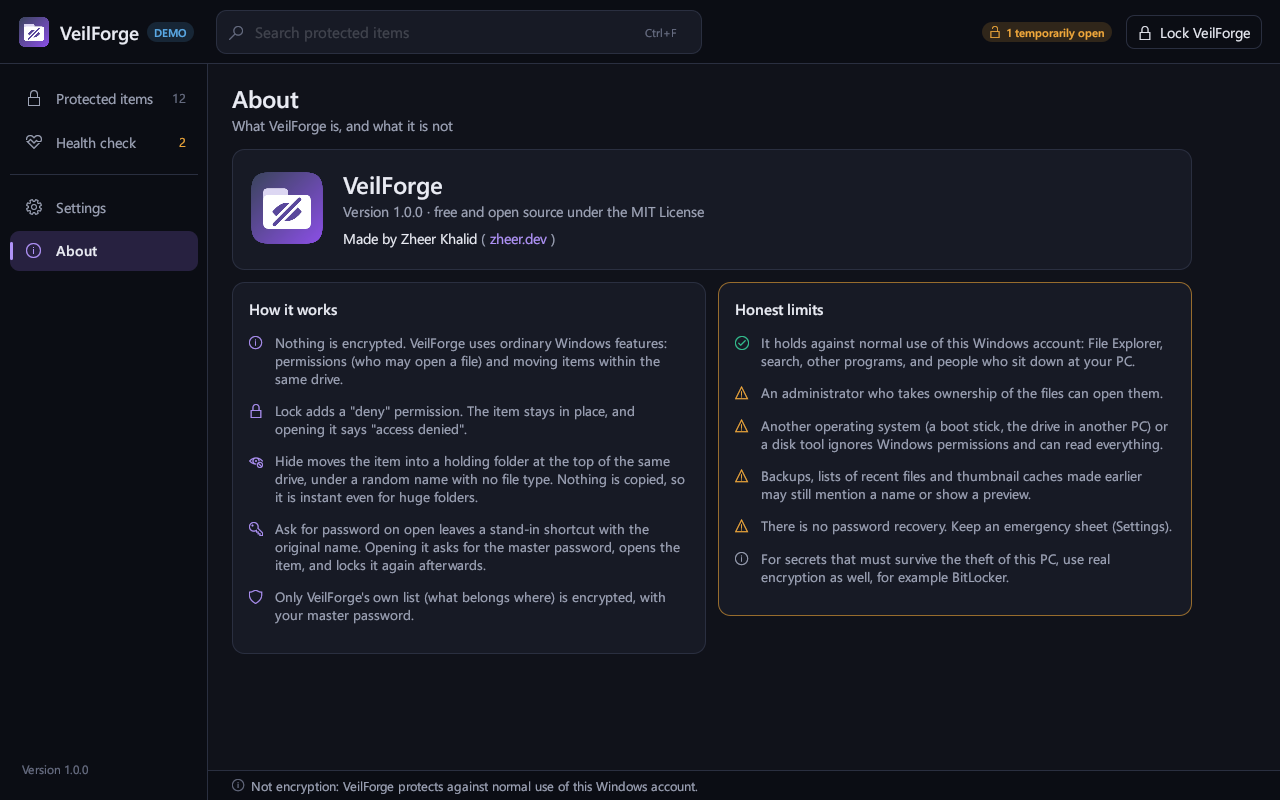 VeilForge DEMO
Search protected items Ctrl+F
1 temporarily open
Lock VeilForge
Protected items 12
Health check 2
Settings
About
Version 1.0.0
About
What VeilForge is, and what it is not
VeilForge
Version 1.0.0 · free and open source under the MIT License
Made by Zheer Khalid ( zheer.dev )
How it works
Nothing is encrypted. VeilForge uses ordinary Windows features:
permissions (who may open a file) and moving items within the
same drive.
Lock adds a "deny" permission. The item stays in place, and
opening it says "access denied".
Hide moves the item into a holding folder at the top of the same
drive, under a random name with no file type. Nothing is copied, so
it is instant even for huge folders.
Ask for password on open leaves a stand-in shortcut with the
original name. Opening it asks for the master password, opens the
item, and locks it again afterwards.
Only VeilForge's own list (what belongs where) is encrypted, with
your master password.
Honest limits
It holds against normal use of this Windows account: File Explorer,
search, other programs, and people who sit down at your PC.
An administrator who takes ownership of the files can open them.
Another operating system (a boot stick, the drive in another PC) or
a disk tool ignores Windows permissions and can read everything.
Backups, lists of recent files and thumbnail caches made earlier
may still mention a name or show a preview.
There is no password recovery. Keep an emergency sheet (Settings).
For secrets that must survive the theft of this PC, use real
encryption as well, for example BitLocker.
Not encryption: VeilForge protects against normal use of this Windows account.